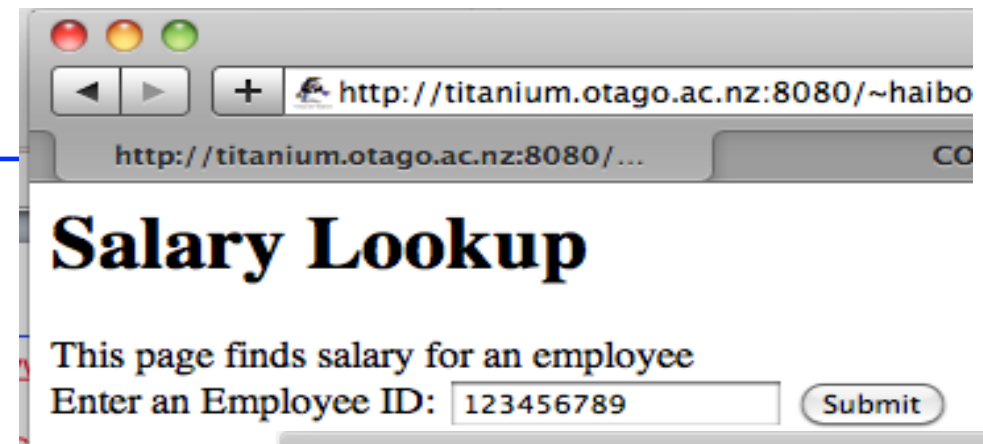 http://titanium.otago.ac.nz:8080/~haibo
http://titanium.otago.ac.nz:8080/... CO
Salary Lookup
This page finds salary for an employee
Enter an Employee ID: 123456789 Submit